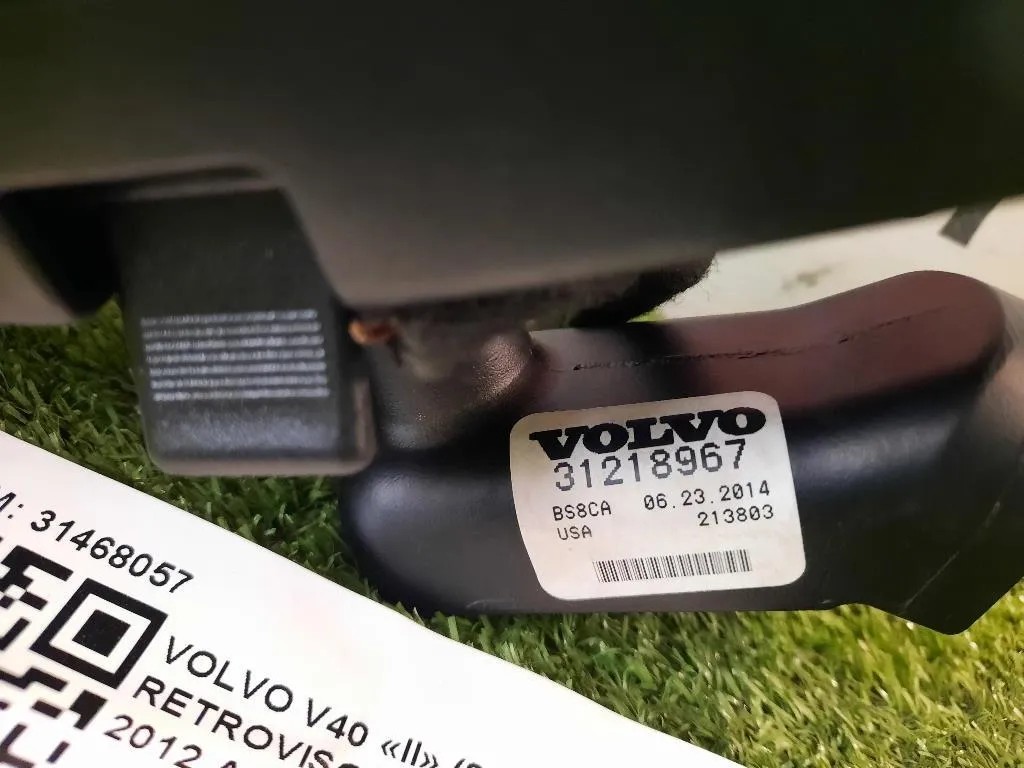 VOLVO
31218967
BS8CA 06.23.2014
USA 213803
M: 31468057
VOLVO V40 «II»
RETROVIS
2012